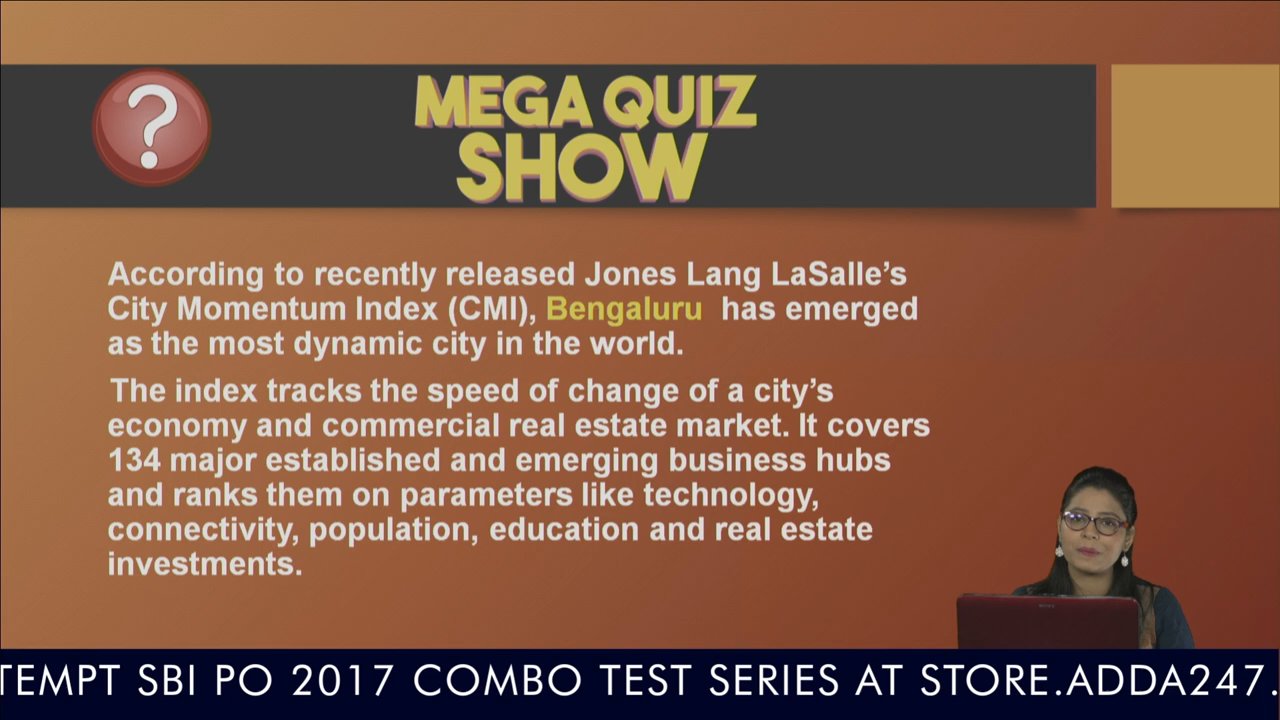 ?
MEGA QUIZ
SHOW
According to recently released Jones Lang LaSalle’s
City Momentum Index (CMI), Bengaluru has emerged
as the most dynamic city in the world.
The index tracks the speed of change of a city’s
economy and commercial real estate market. It covers
134 major established and emerging business hubs
and ranks them on parameters like technology,
connectivity, population, education and real estate
investments.
SONY
TEMPT SBI PO 2017 COMBO TEST SERIES AT STORE.ADDA247.